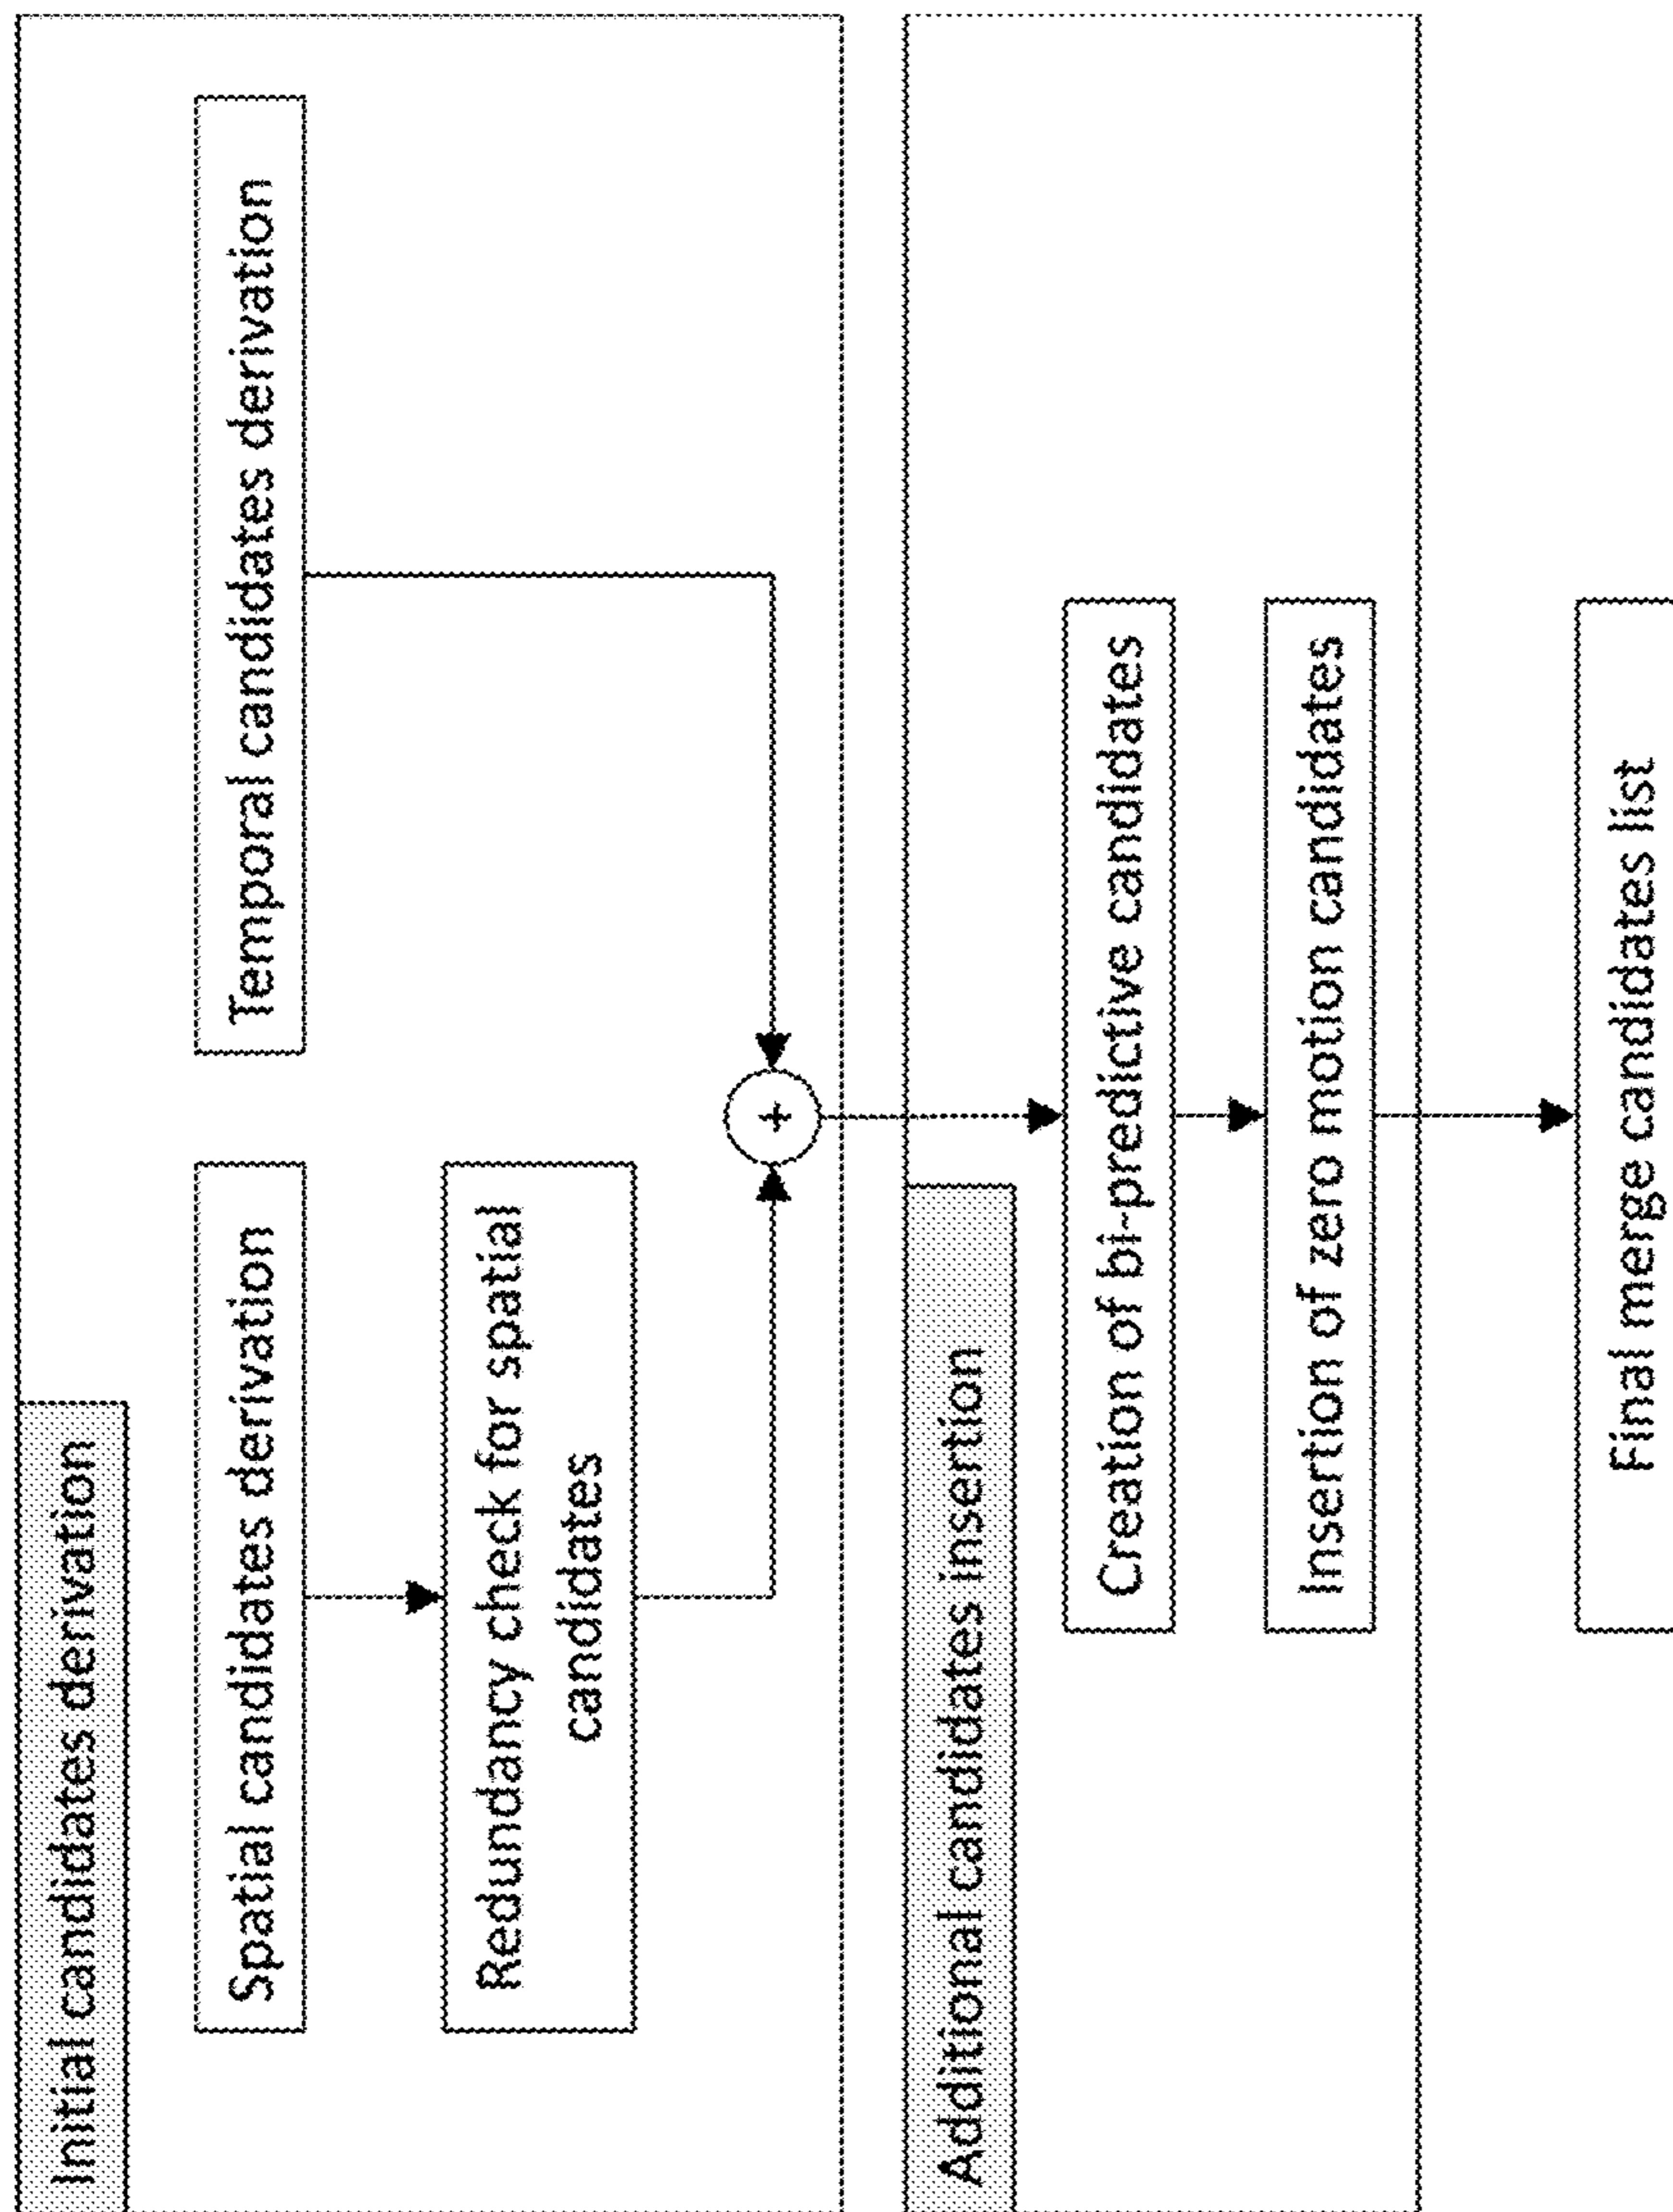 Initial candidates derivation
Spatial candidates derivation
Temporal candidates derivation
Redundancy check for spatial
candidates
+
Additional candidates insertion
Creation of bi-predictive candidates
Insertion of zero motion candidates
Final merge candidates list